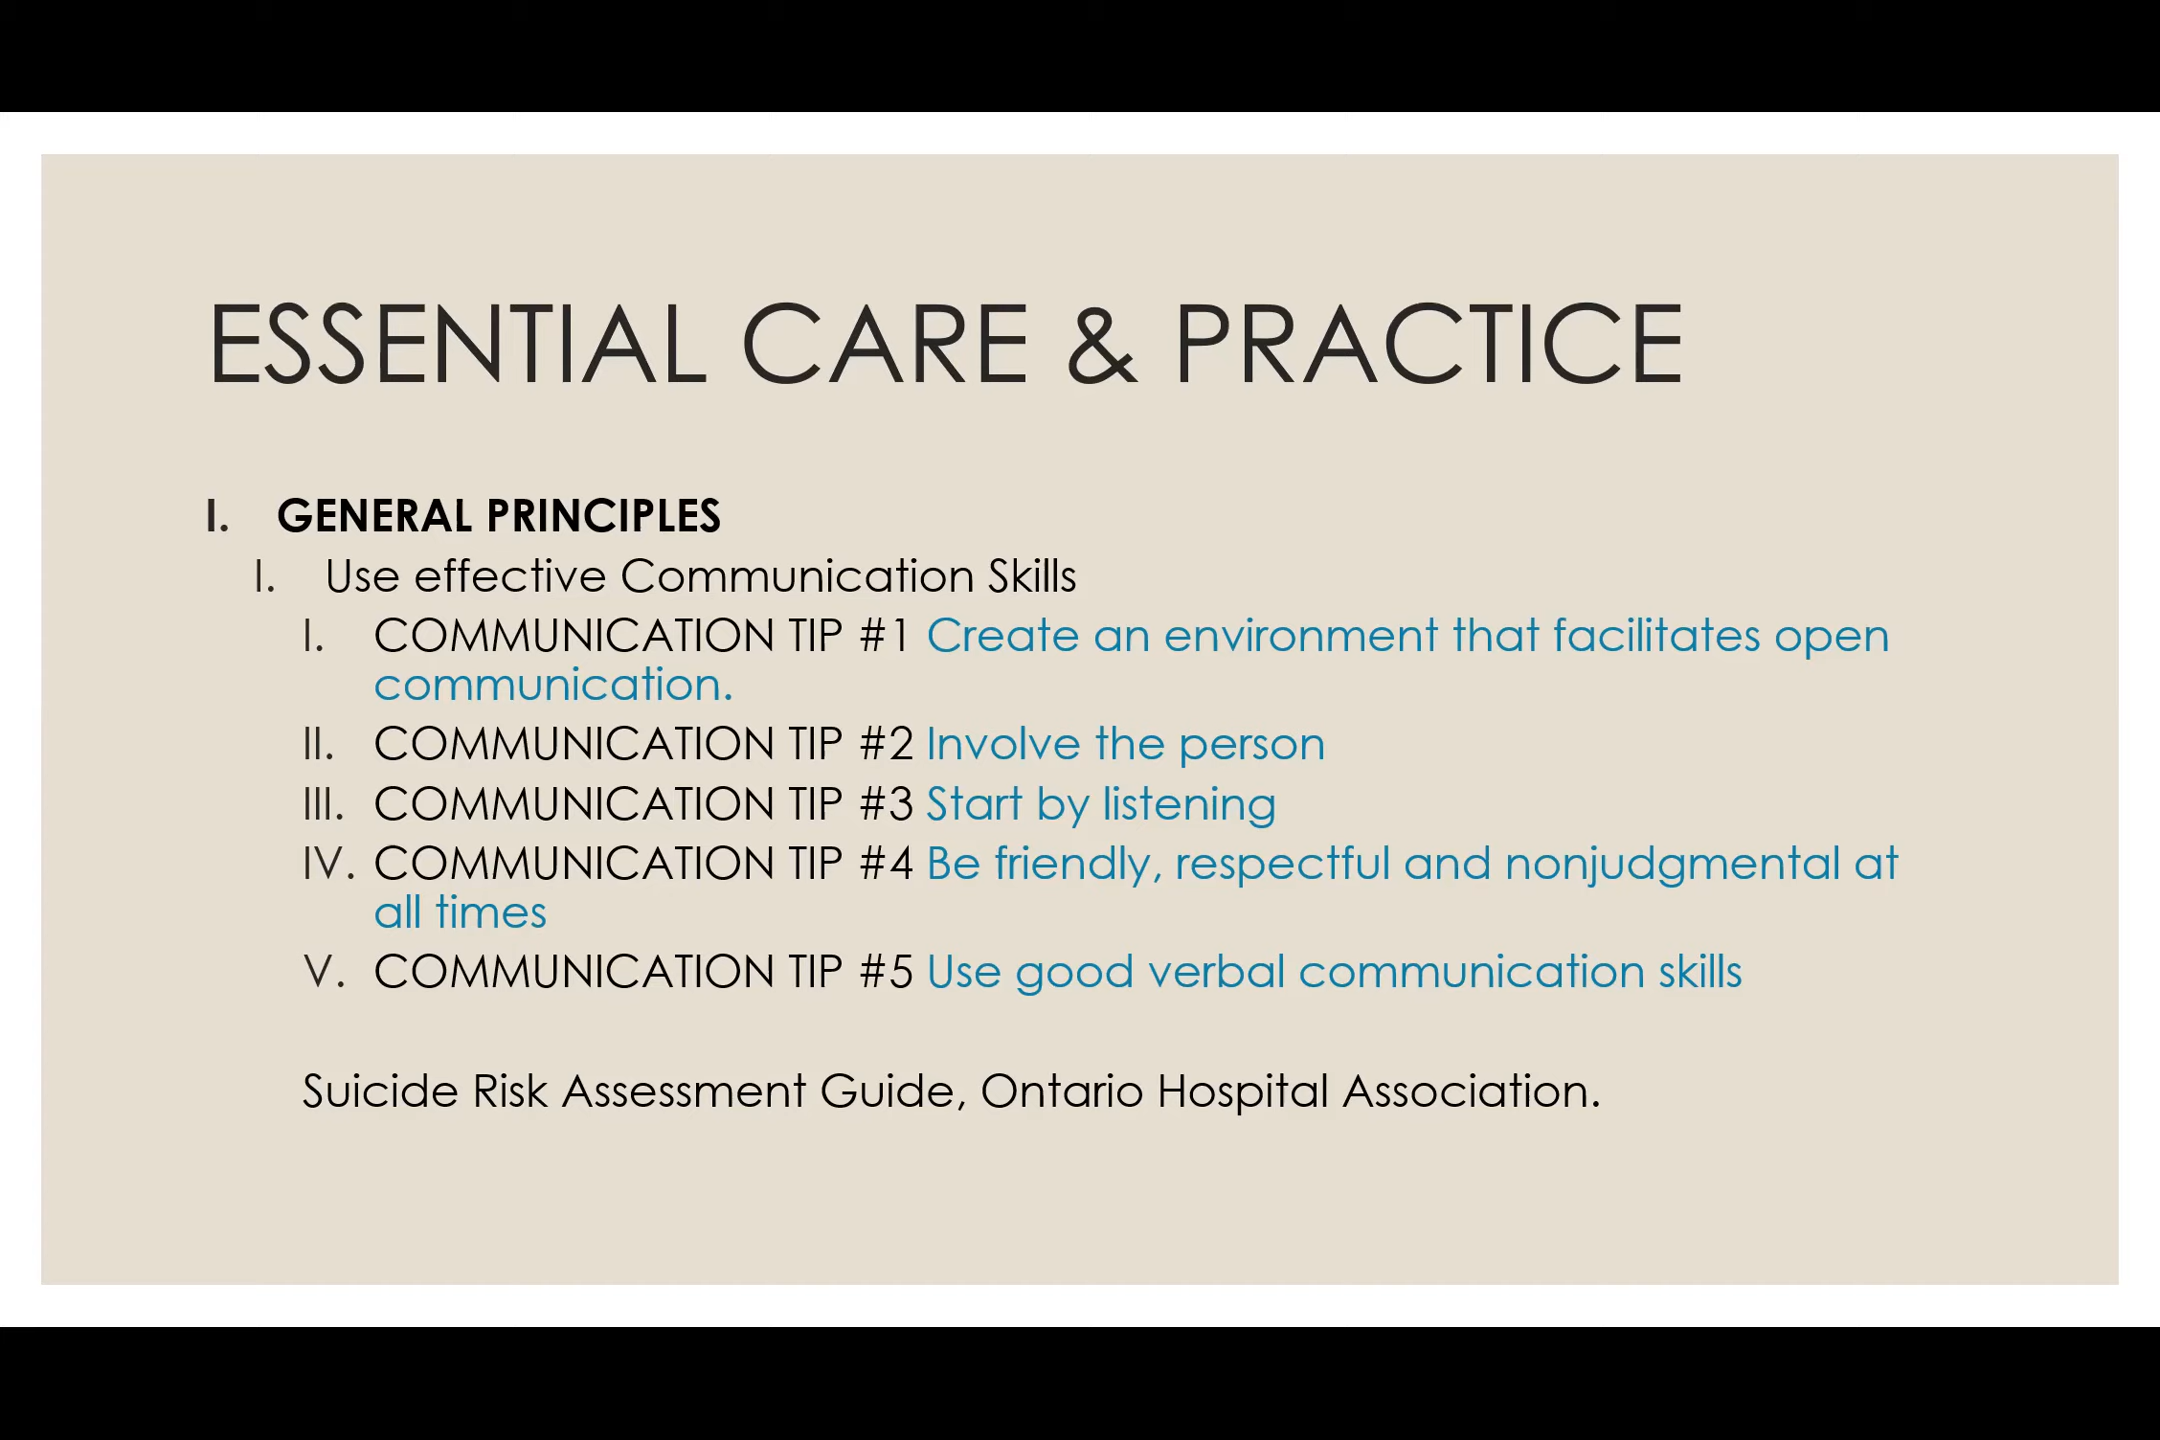 ESSENTIAL CARE & PRACTICE
I. GENERAL PRINCIPLES
I. Use effective Communication Skills
I. COMMUNICATION TIP #1 Create an environment that facilitates open
communication.
II. COMMUNICATION TIP #2 Involve the person
III. COMMUNICATION TIP #3 Start by listening
IV. COMMUNICATION TIP #4 Be friendly, respectful and nonjudgmental at
all times
V. COMMUNICATION TIP #5 Use good verbal communication skills
Suicide Risk Assessment Guide, Ontario Hospital Association.